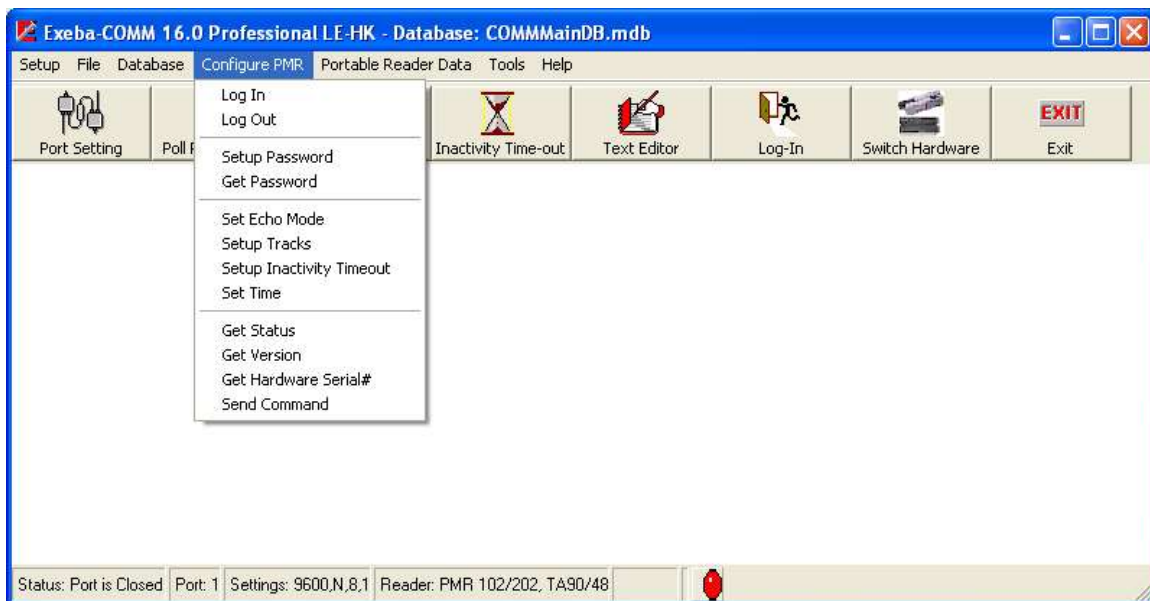 Exeba-COMM 16.0 Professional LE-HK - Database: COMMMainDB.mdb
Setup File Database Configure PMR Portable Reader Data Tools Help
Port Setting Poll Inactivity Time-out Text Editor Log-In Switch Hardware EXIT Exit
Log In
Log Out
Setup Password
Get Password
Set Echo Mode
Setup Tracks
Setup Inactivity Timeout
Set Time
Get Status
Get Version
Get Hardware Serial#
Send Command
Status: Port is Closed Port: 1 Settings: 9600,N,8,1 Reader: PMR 102/202, TA90/48